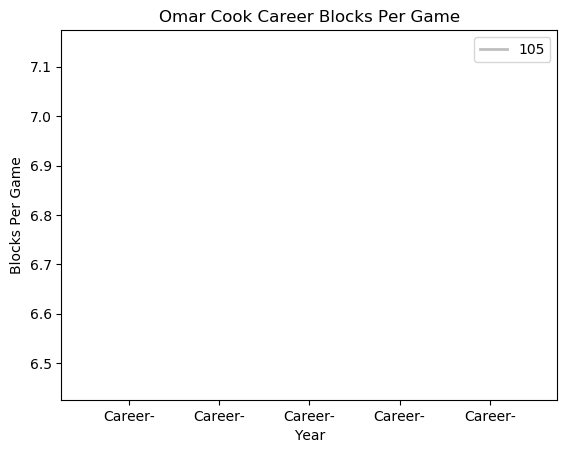 Omar Cook Career Blocks Per Game
105
Blocks Per Game
7.1
7.0
6.9
6.8
6.7
6.6
6.5
Career- Career- Career- Career- Career-
Year